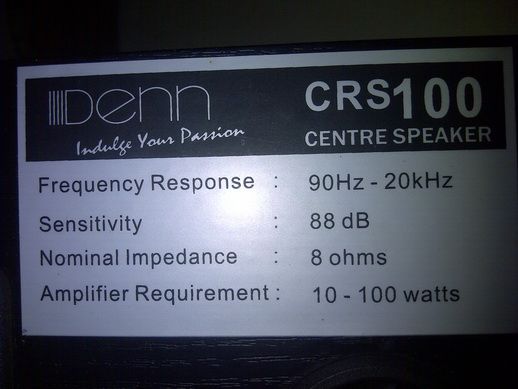 Denn
CRS100
Indulge Your Passion
CENTRE SPEAKER
Frequency Response : 90Hz - 20kHz
Sensitivity : 88 dB
Nominal Impedance : 8 ohms
Amplifier Requirement : 10 - 100 watts